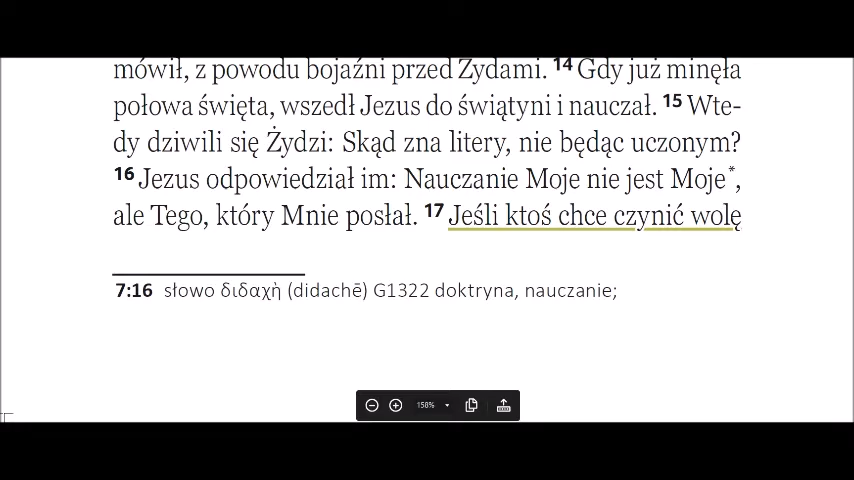 mówił, z powodu bojaźni przed Żydami. 14 Gdy już minęła
połowa święta, wszedł Jezus do świątyni i nauczał. 15 Wte-
dy dziwili się Żydzi: Skąd zna litery, nie będąc uczonym?
16 Jezus odpowiedział im: Nauczanie Moje nie jest Moje*,
ale Tego, który Mnie posłał. 17 Jeśli ktoś chce czynić wolę
7:16 słowo διδαχὴ (didachē) G1322 doktryna, nauczanie;
158%